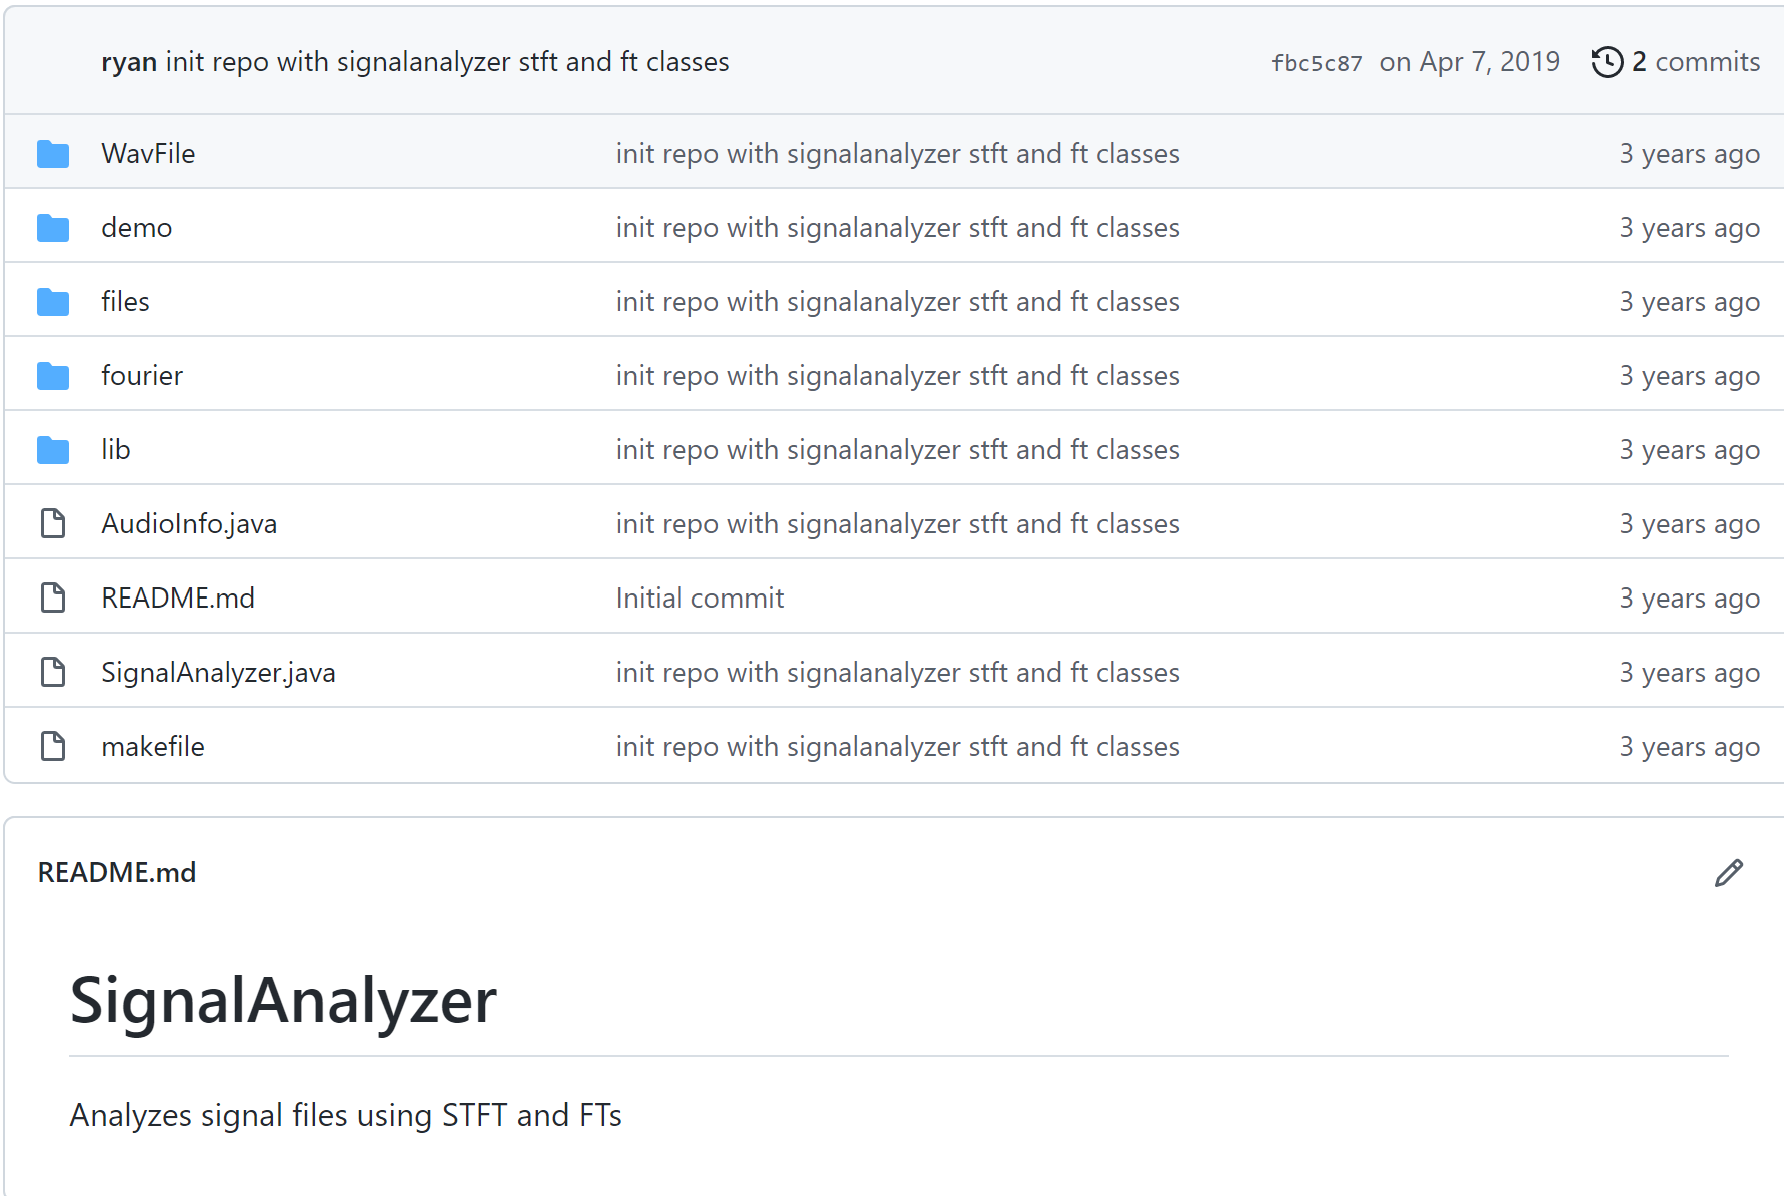 ryan init repo with signalanalyzer stft and ft classes fbc5c87 on Apr 7, 2019 2 commits
WavFile init repo with signalanalyzer stft and ft classes 3 years ago
demo init repo with signalanalyzer stft and ft classes 3 years ago
files init repo with signalanalyzer stft and ft classes 3 years ago
fourier init repo with signalanalyzer stft and ft classes 3 years ago
lib init repo with signalanalyzer stft and ft classes 3 years ago
AudioInfo.java init repo with signalanalyzer stft and ft classes 3 years ago
README.md Initial commit 3 years ago
SignalAnalyzer.java init repo with signalanalyzer stft and ft classes 3 years ago
makefile init repo with signalanalyzer stft and ft classes 3 years ago
README.md
SignalAnalyzer
Analyzes signal files using STFT and FTs